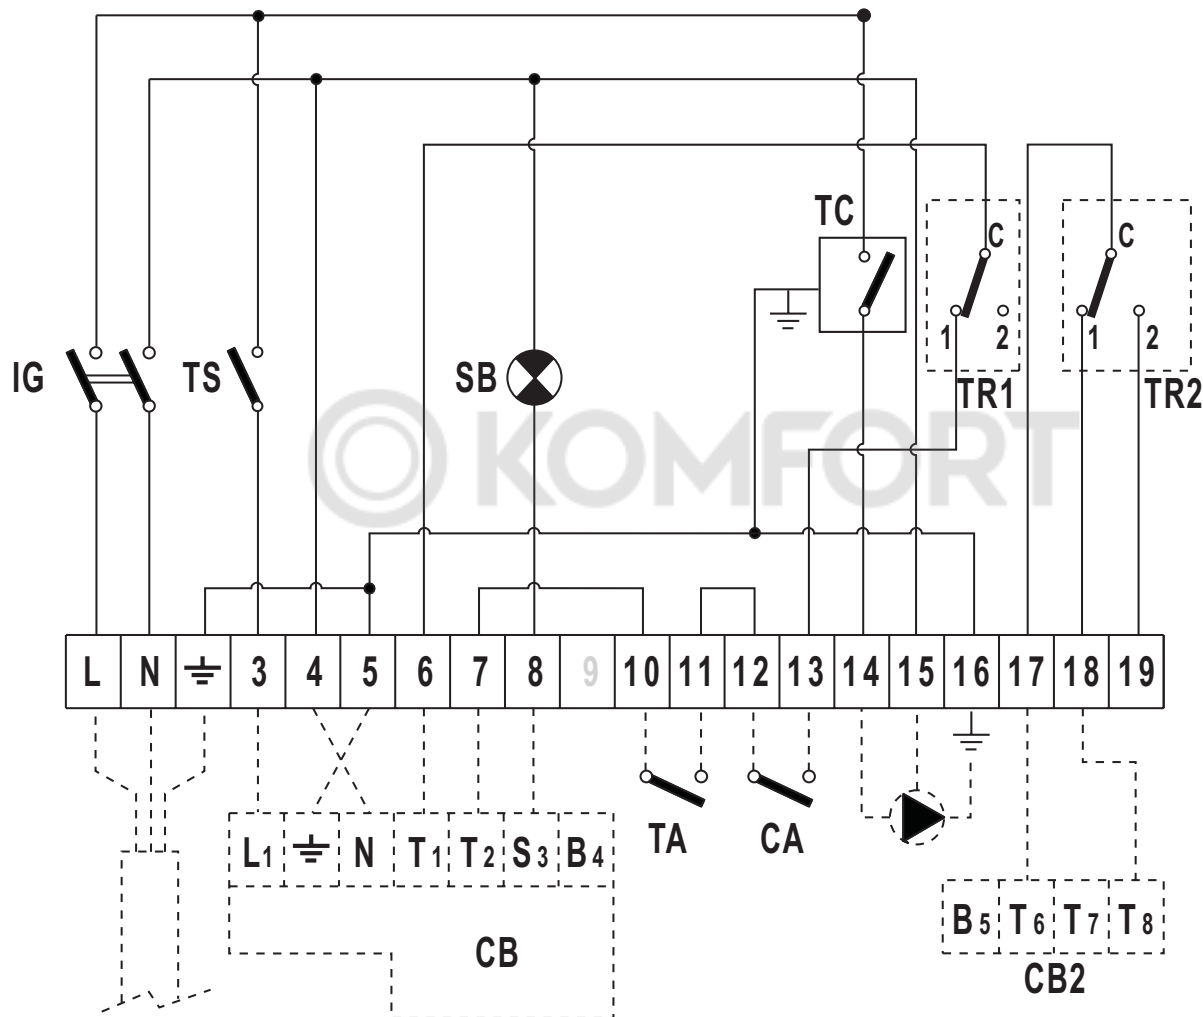 TC
C
C
1
2
1
2
IG
TS
SB
TR1
TR2
KOMFORT
L N 3 4 5 6 7 8 9 10 11 12 13 14 15 16 17 18 19
TA
CA
L1 N T1 T2 S3 B4
B5 T6 T7 T8
CB
CB2